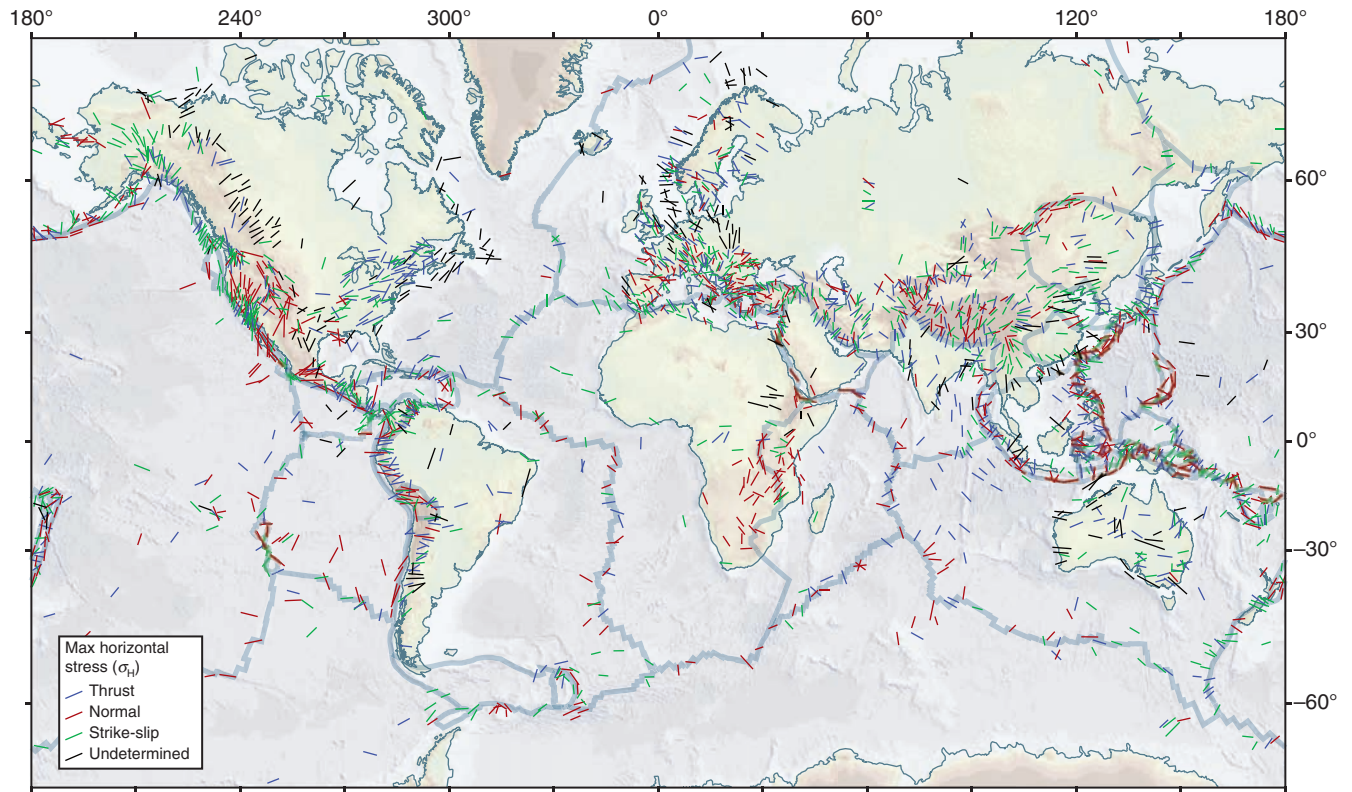 180° 240° 300° 0° 60° 120° 180°
60°
30°
0°
–30°
–60°
Max horizontal
stress (σH)
Thrust
Normal
Strike-slip
Undetermined